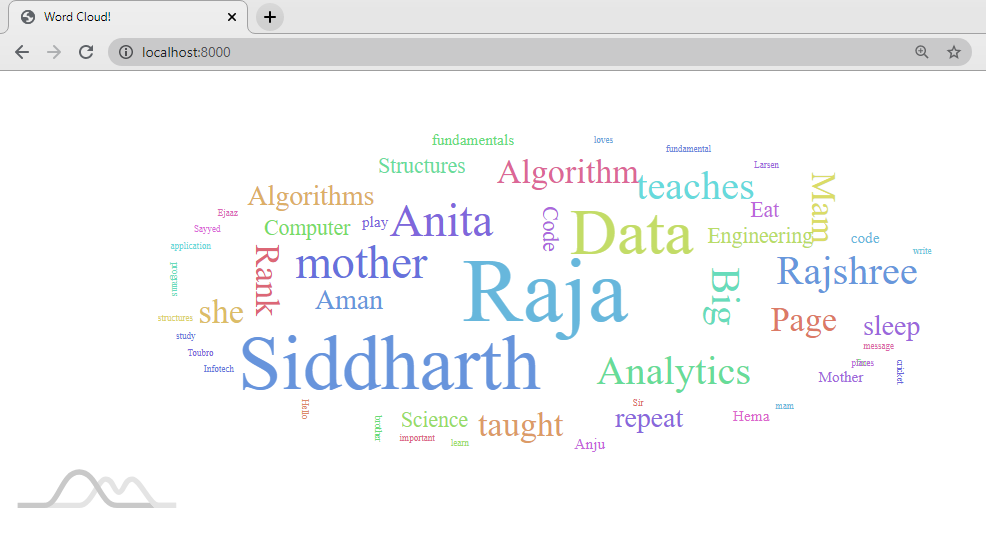 Word Cloud!
localhost:8000
fundamentals
loves
fundamental
Larsen
Structures
Algorithm
teaches
Mam
Algorithms
Ejaaz
Sayyed
Computer
play
Anita
Code
Data
Eat
Engineering
code
write
application
programs
Rank
mother
Raja
Big
Rajshree
she
Aman
Page
sleep
structures
study
Toubro
Infotech
Siddharth
Analytics
message
Mother
cricket
Hello
brother
Science
important
learn
taught
Anju
Sir
repeat
Hema
mam